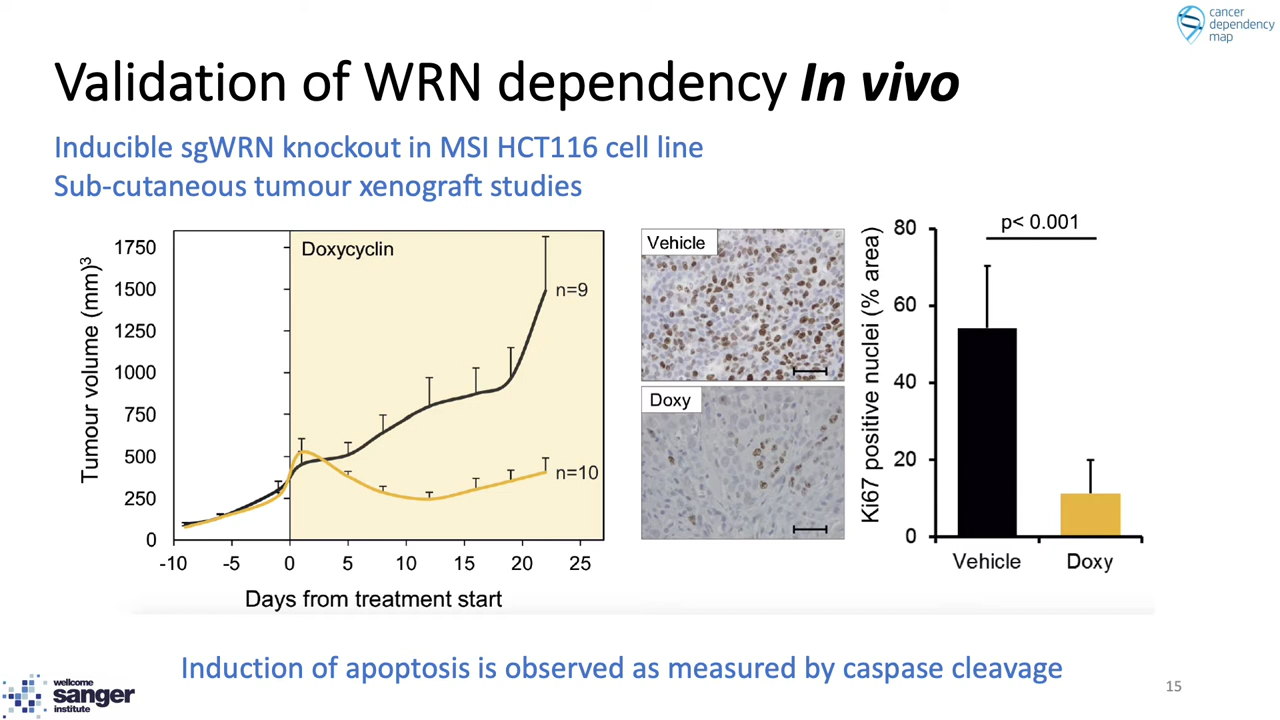 cancer
dependency
map
Validation of WRN dependency In vivo
Inducible sgWRN knockout in MSI HCT116 cell line
Sub-cutaneous tumour xenograft studies
Tumour volume (mm)³
1750
1500
1250
1000
750
500
250
0
Doxycyclin
n=9
n=10
-10 -5 0 5 10 15 20 25
Days from treatment start
Vehicle
Doxy
Ki67 positive nuclei (% area)
80
60
40
20
0
p< 0.001
Vehicle Doxy
Induction of apoptosis is observed as measured by caspase cleavage
wellcome
sanger
institute
15